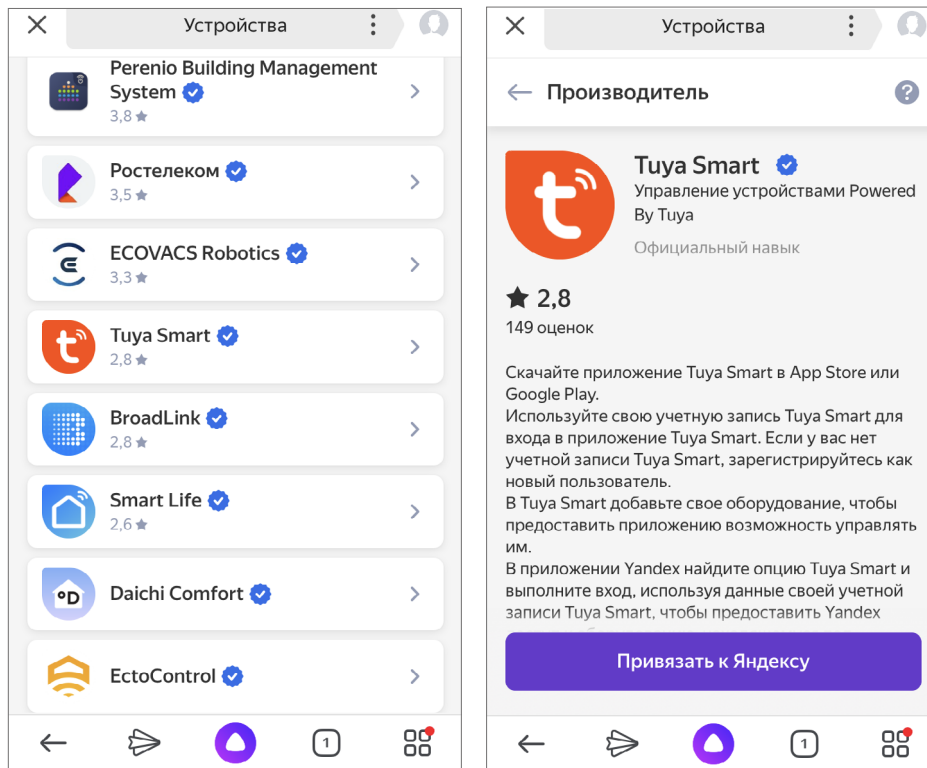 Устройства
Perenio Building Management
System
3,8
Ростелеком
3,5
ECOVACS Robotics
3,3
Tuya Smart
2,8
BroadLink
2,8
Smart Life
2,6
°D
Daichi Comfort
EctoControl
1
Устройства
Производитель
?
Tuya Smart
Управление устройствами Powered
By Tuya
Официальный навык
2,8
149 оценок
Скачайте приложение Tuya Smart в App Store или
Google Play.
Используйте свою учетную запись Tuya Smart для
входа в приложение Tuya Smart. Если у вас нет
учетной записи Tuya Smart, зарегистрируйтесь как
новый пользователь.
В Tuya Smart добавьте свое оборудование, чтобы
предоставить приложению возможность управлять
им.
В приложении Yandex найдите опцию Tuya Smart и
выполните вход, используя данные своей учетной
записи Tuya Smart, чтобы предоставить Yandex
Привязать к Яндексу
1